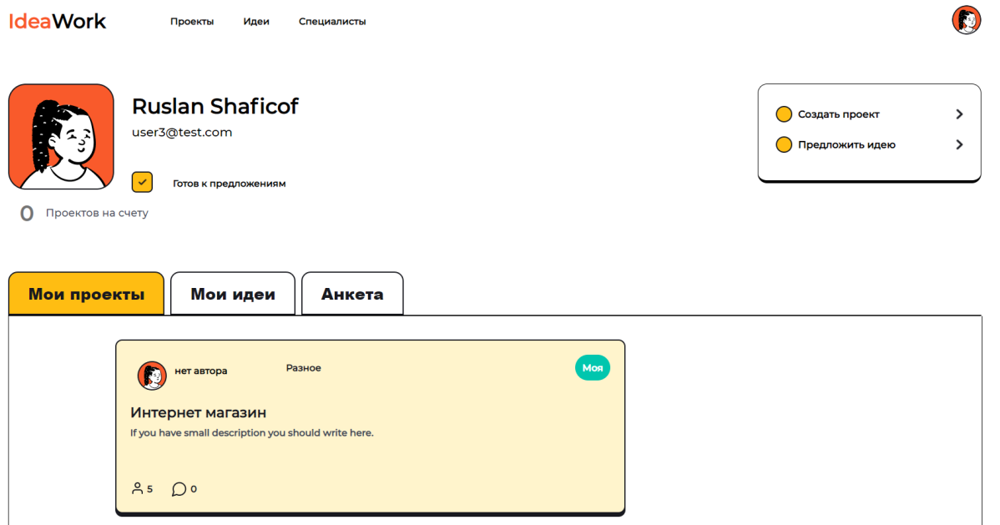 IdeaWork
Проекты Идеи Специалисты
Ruslan Shaficof
user3@test.com
Готов к предложениям
0 Проектов на счету
Создать проект
Предложить идею
Мои проекты Мои идеи Анкета
нет автора Разное Моя
Интернет магазин
If you have small description you should write here.
5 0